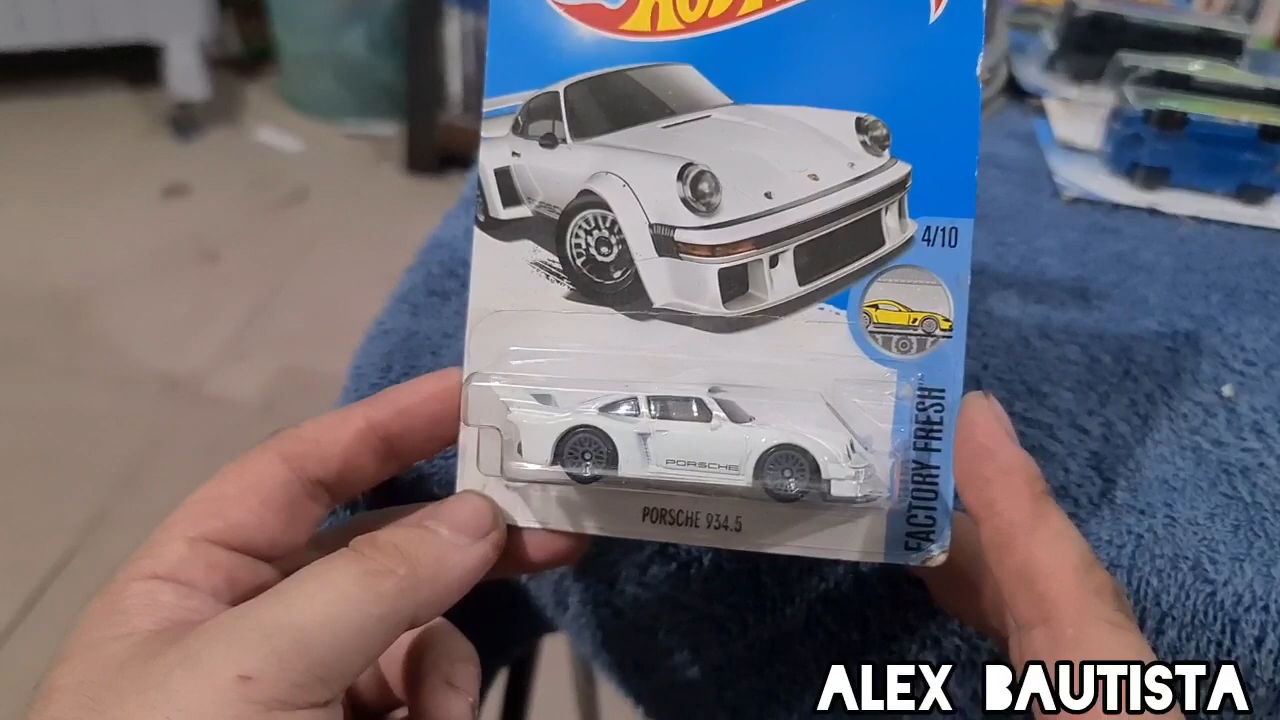 4/10
FACTORY FRESH
PORSCHE
PORSCHE 934.5
ALEX BAUTISTA